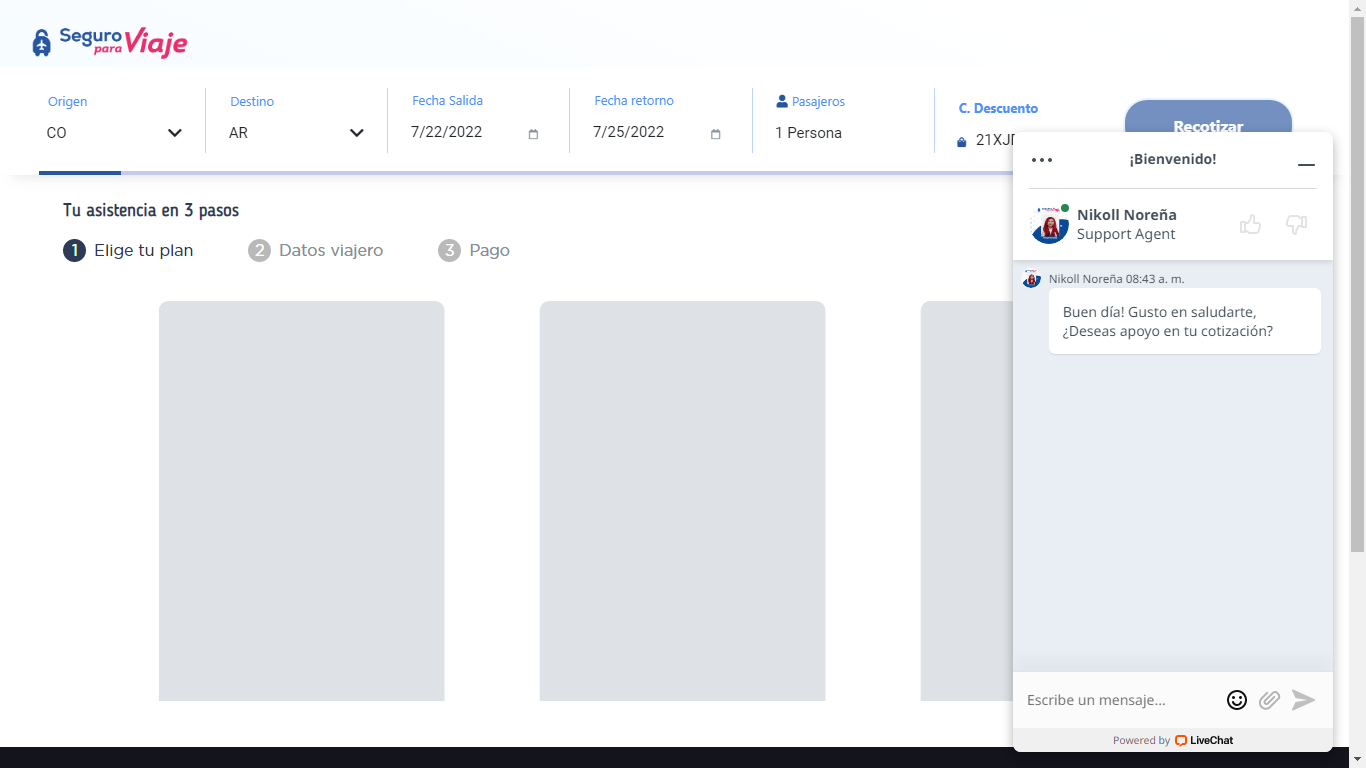 Seguro
para Viaje
Origen
CO
Destino
AR
Fecha Salida
7/22/2022
Fecha retorno
7/25/2022
Pasajeros
1 Persona
C. Descuento
Recotizar
¡Bienvenido!
Nikoll Noreña
Support Agent
Nikoll Noreña 08:43 a. m.
Buen día! Gusto en saludarte,
¿Deseas apoyo en tu cotización?
Escribe un mensaje...
Powered by LiveChat
Tu asistencia en 3 pasos
1 Elige tu plan
2 Datos viajero
3 Pago